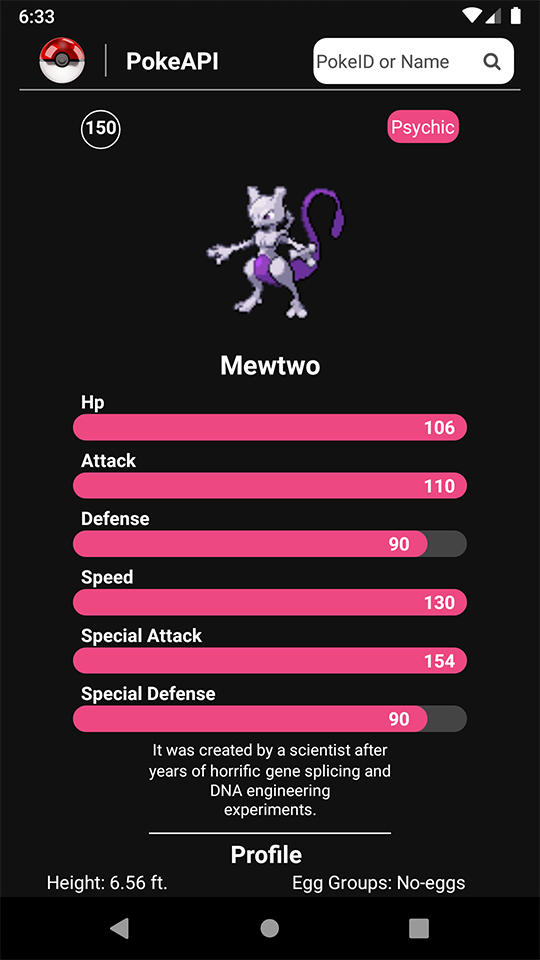 6:33
PokeAPI
PokeID or Name
150
Psychic
Mewtwo
Hp
106
Attack
110
Defense
90
Speed
130
Special Attack
154
Special Defense
90
It was created by a scientist after
years of horrific gene splicing and
DNA engineering
experiments.
Profile
Height: 6.56 ft.
Egg Groups: No-eggs